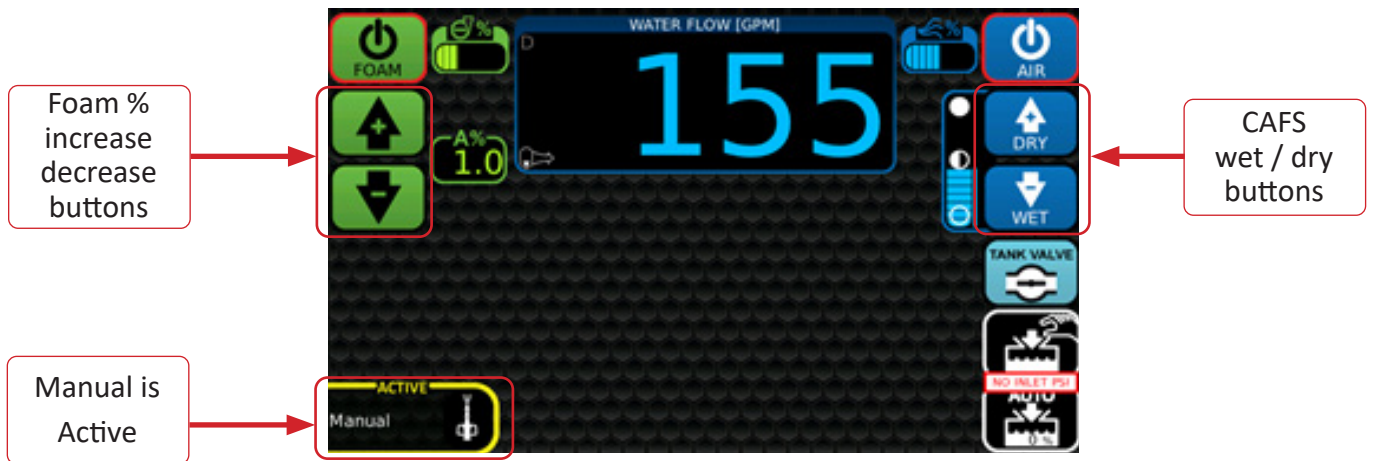 Foam %
increase
decrease
buttons
FOAM
%
WATER FLOW [GPM]
D
155
%
AIR
A%
1.0
DRY
WET
CAFS
wet / dry
buttons
TANK VALVE
NO INLET PSI
AUTO
0 %
Manual is
Active
ACTIVE
Manual